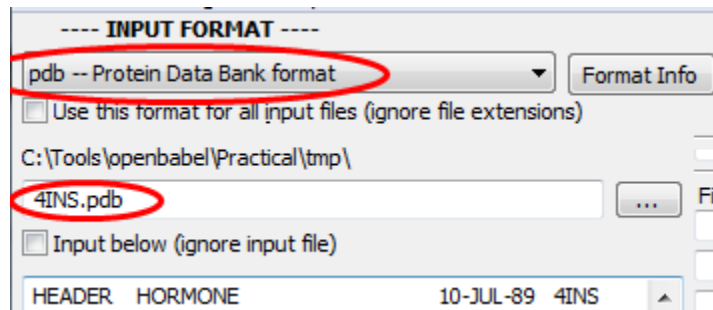 ---- INPUT FORMAT ----
pdb -- Protein Data Bank format
Format Info
Use this format for all input files (ignore file extensions)
C:\Tools\openbabel\Practical\tmp\
4INS.pdb
...
Input below (ignore input file)
HEADER HORMONE 10-JUL-89 4INS